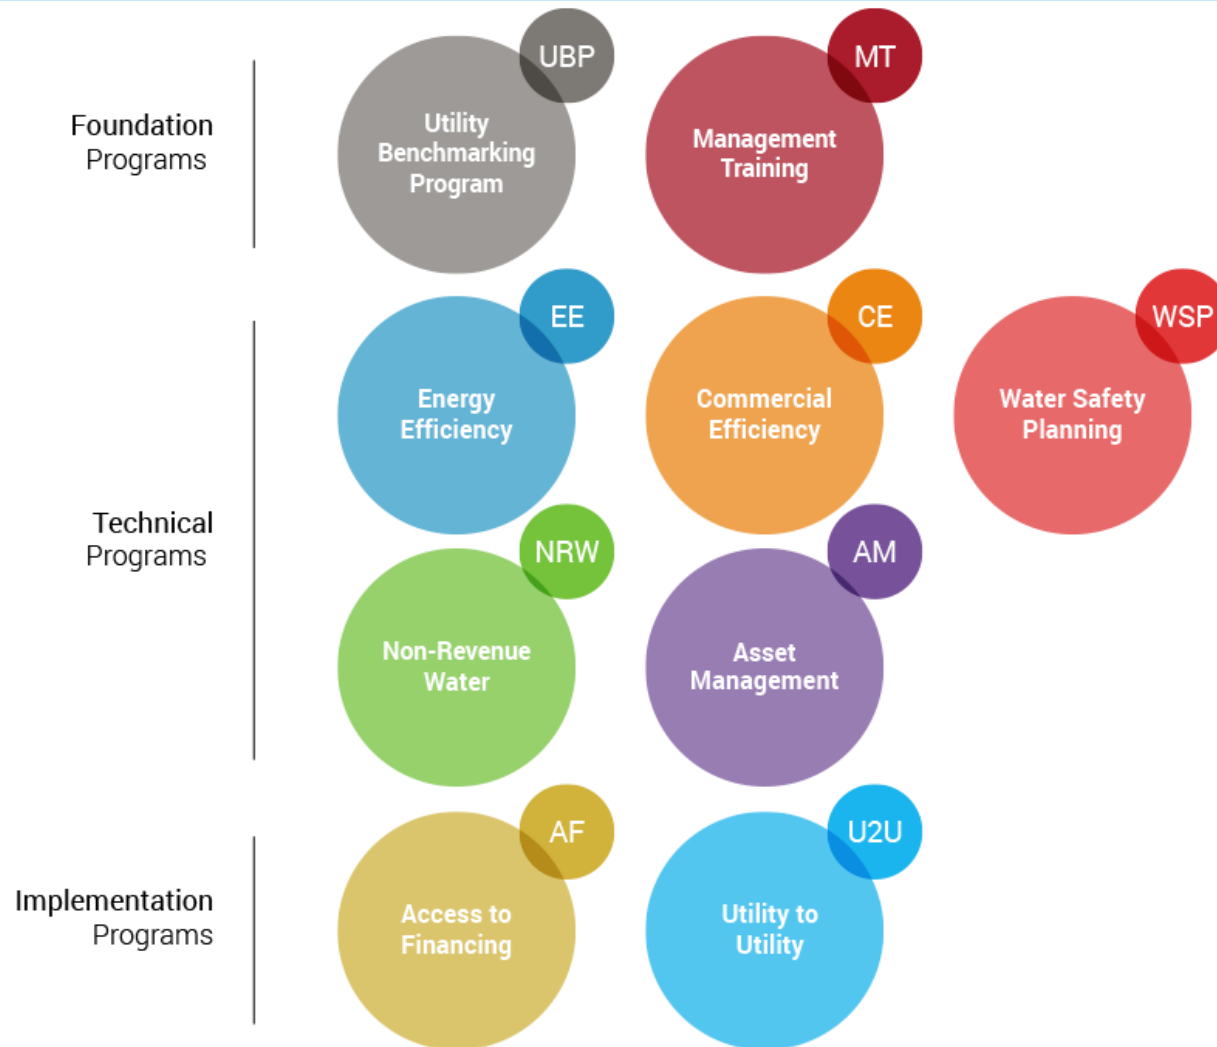 Foundation
Programs
UBP
Utility
Benchmarking
Program
MT
Management
Training
Technical
Programs
EE
Energy
Efficiency
CE
Commercial
Efficiency
WSP
Water Safety
Planning
NRW
Non-Revenue
Water
AM
Asset
Management
Implementation
Programs
AF
Access to
Financing
U2U
Utility to
Utility